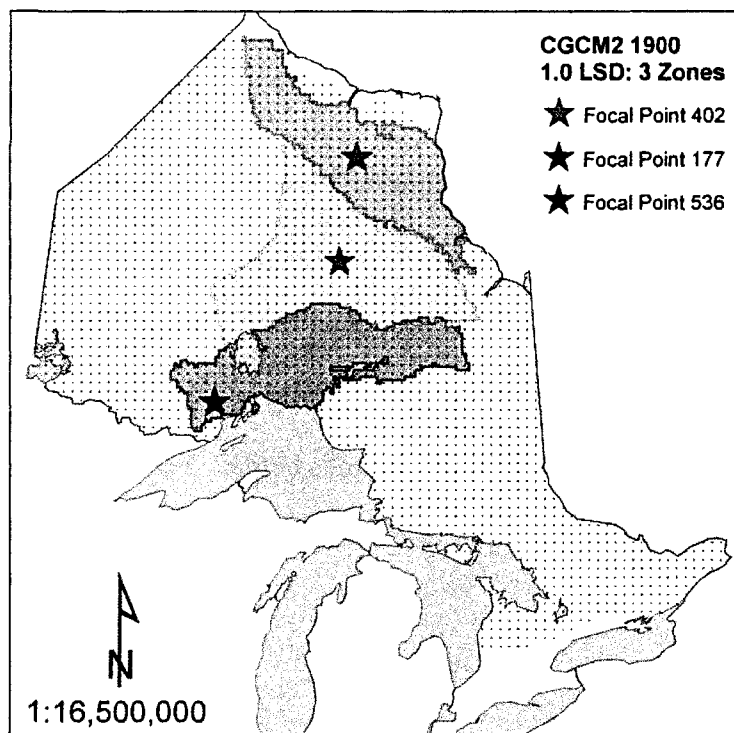 CGCM2 1900
1.0 LSD: 3 Zones
Focal Point 402
Focal Point 177
Focal Point 536
N
1:16,500,000